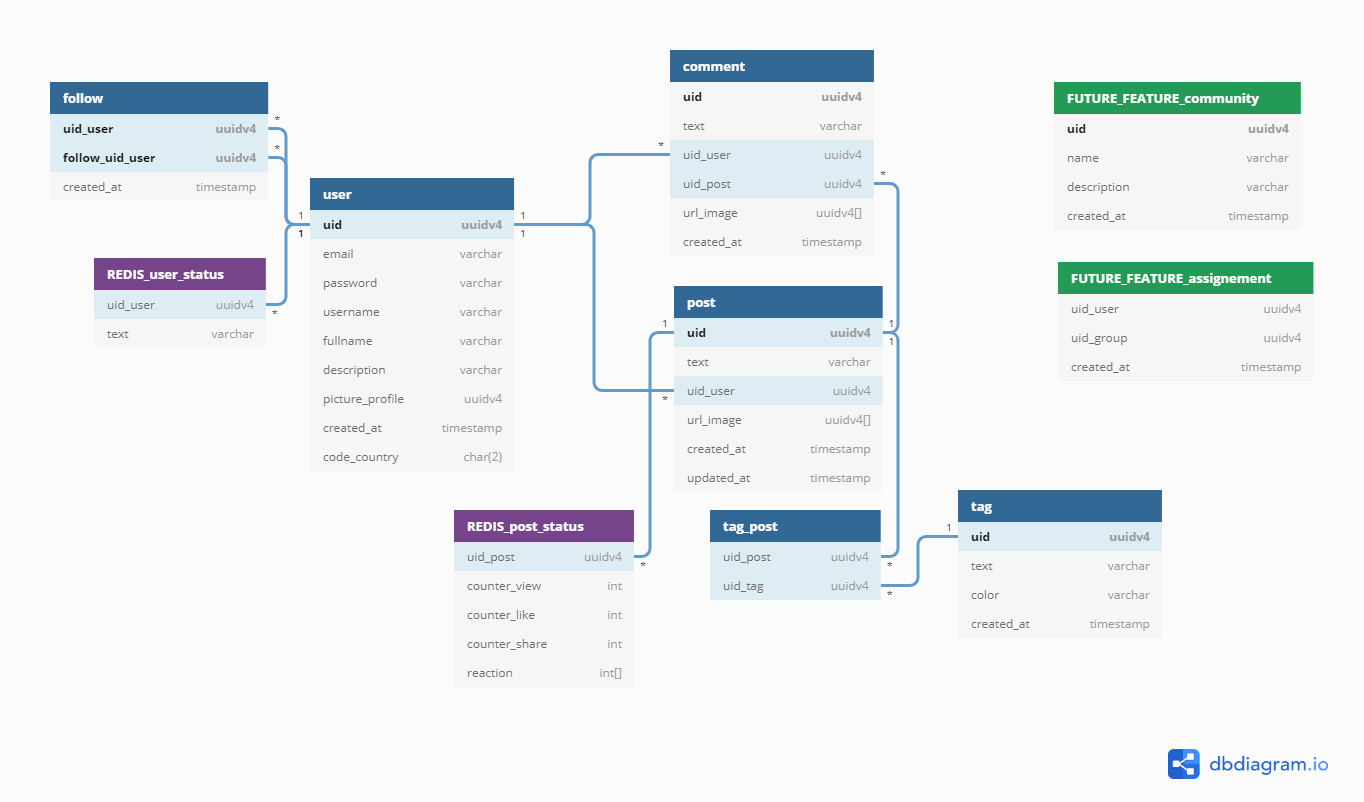 follow
uid_user uuidv4
follow_uid_user uuidv4
created_at timestamp
*
*
REDIS_user_status
uid_user uuidv4
text varchar
*
user
1 uid uuidv4 1
1 1
email varchar
password varchar
username varchar
fullname varchar
description varchar
picture_profile uuidv4
created_at timestamp
code_country char(2)
comment
uid uuidv4
text varchar
* uid_user uuidv4
uid_post uuidv4 *
url_image uuidv4[]
created_at timestamp
post
1 uid uuidv4 1
1
text varchar
uid_user uuidv4
*
url_image uuidv4[]
created_at timestamp
updated_at timestamp
REDIS_post_status
uid_post uuidv4
*
counter_view int
counter_like int
counter_share int
reaction int[]
tag_post
uid_post uuidv4
*
uid_tag uuidv4
*
tag
1 uid uuidv4
text varchar
color varchar
created_at timestamp
FUTURE_FEATURE_community
uid uuidv4
name varchar
description varchar
created_at timestamp
FUTURE_FEATURE_assignement
uid_user uuidv4
uid_group uuidv4
created_at timestamp
dbdiagram.io